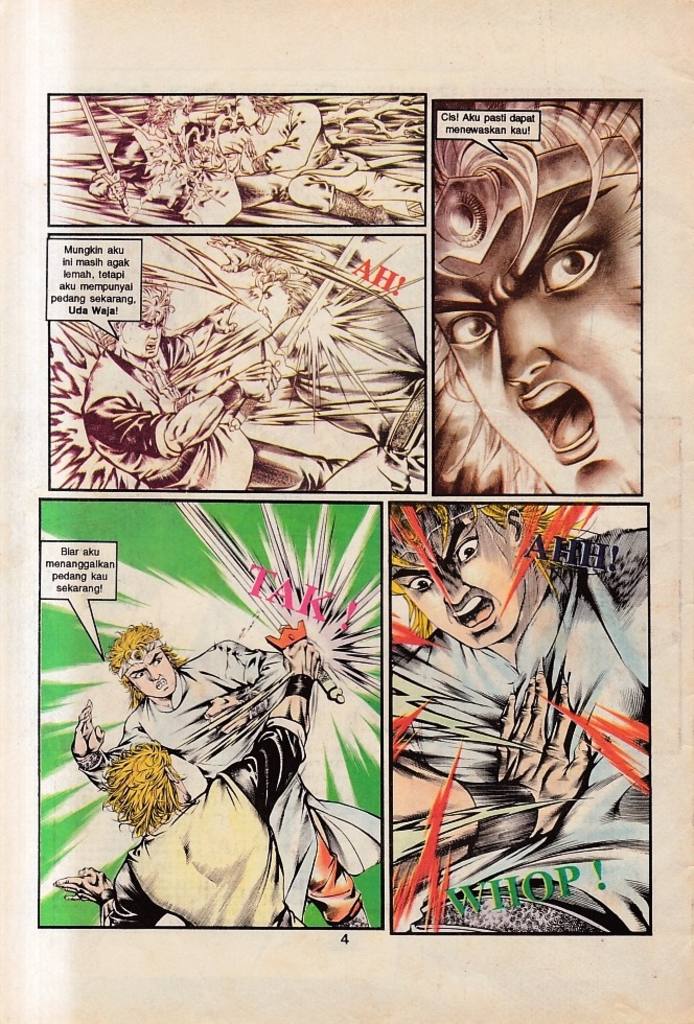 Mungkin aku
ini masih agak
lemah, tetapi
aku mempunyai
pedang sekarang,
Uda Waja!
AH!
Cis! Aku pasti dapat
menewaskan kau!
Biar aku
menanggalkan
pedang kau
sekarang!
TAK !
AHH!
WHOP !
4